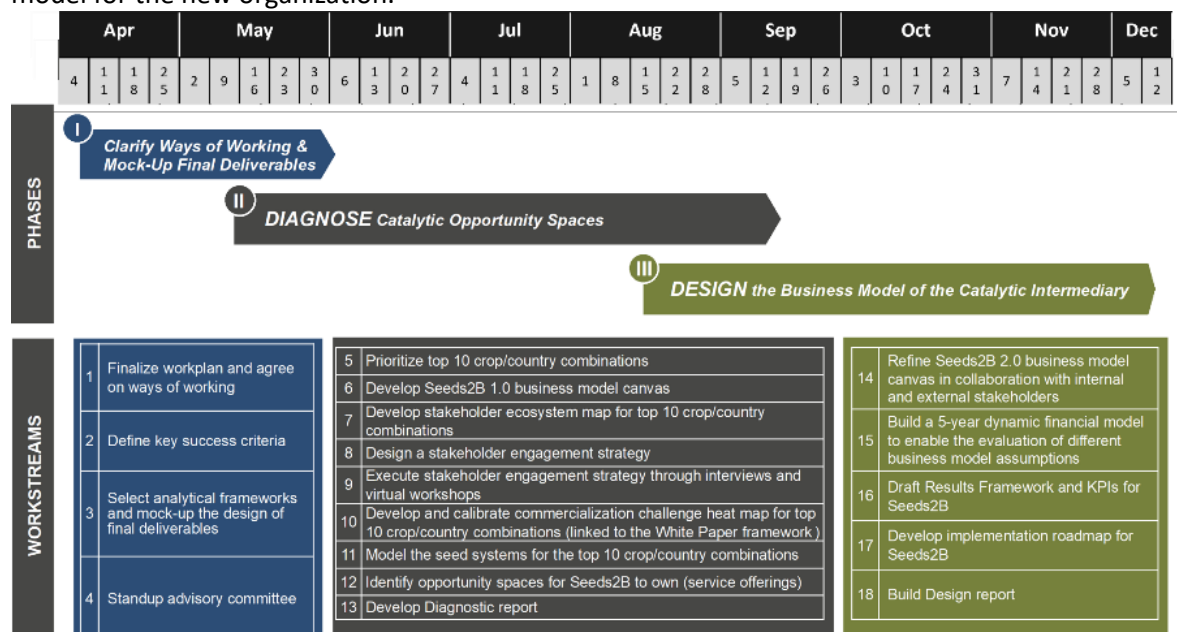 model for the new organization.
Apr May Jun Jul Aug Sep Oct Nov Dec
4 11 18 25 2 9 16 23 30 6 13 20 27 4 11 18 25 1 8 15 22 28 5 12 19 26 3 10 17 24 31 7 14 21 28 5 12
PHASES
I
Clarify Ways of Working &
Mock-Up Final Deliverables
II
DIAGNOSE Catalytic Opportunity Spaces
III
DESIGN the Business Model of the Catalytic Intermediary
WORKSTREAMS
1 Finalize workplan and agree
on ways of working
2 Define key success criteria
3 Select analytical frameworks
and mock-up the design of
final deliverables
4 Standup advisory committee
5 Prioritize top 10 crop/country combinations
6 Develop Seeds2B 1.0 business model canvas
7 Develop stakeholder ecosystem map for top 10 crop/country
combinations
8 Design a stakeholder engagement strategy
9 Execute stakeholder engagement strategy through interviews and
virtual workshops
10 Develop and calibrate commercialization challenge heat map for top
10 crop/country combinations (linked to the White Paper framework )
11 Model the seed systems for the top 10 crop/country combinations
12 Identify opportunity spaces for Seeds2B to own (service offerings)
13 Develop Diagnostic report
14 Refine Seeds2B 2.0 business model
canvas in collaboration with internal
and external stakeholders
15 Build a 5-year dynamic financial model
to enable the evaluation of different
business model assumptions
16 Draft Results Framework and KPIs for
Seeds2B
17 Develop implementation roadmap for
Seeds2B
18 Build Design report